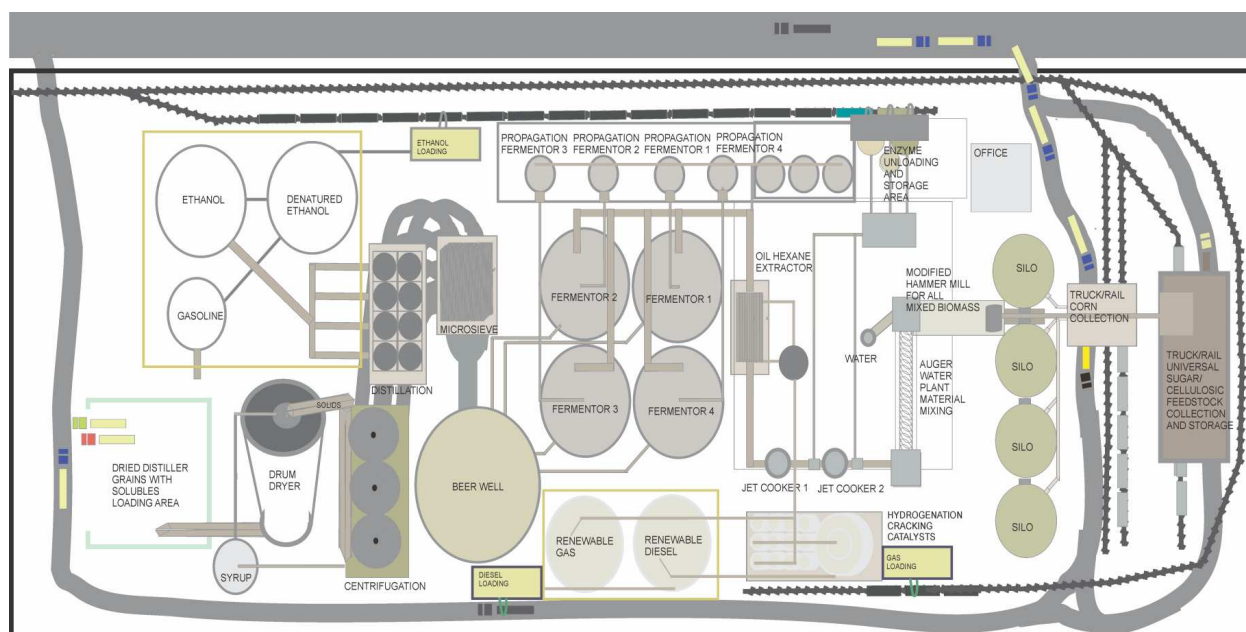 PROPAGATION
FERMENTOR 3
PROPAGATION
FERMENTOR 2
PROPAGATION
FERMENTOR 1
PROPAGATION
FERMENTOR 4
ETHANOL
LOADING
ENZYME
UNLOADING
AND
STORAGE
AREA
OFFICE
ETHANOL
DENATURED
ETHANOL
GASOLINE
MICROSIEVE
DISTILLATION
FERMENTOR 2
FERMENTOR 1
FERMENTOR 3
FERMENTOR 4
OIL HEXANE
EXTRACTOR
MODIFIED
HAMMER MILL
FOR ALL
MIXED BIOMASS
WATER
AUGER
WATER
PLANT
MATERIAL
MIXING
SILO
SILO
SILO
SILO
TRUCK/RAIL
CORN
COLLECTION
TRUCK/RAIL
UNIVERSAL
SUGAR/
CELLULOSIC
FEEDSTOCK
COLLECTION
AND STORAGE
SOLIDS
DRIED DISTILLER
GRAINS WITH
SOLUBLES
LOADING AREA
DRUM
DRYER
SYRUP
CENTRIFUGATION
BEER WELL
JET COOKER 1
JET COOKER 2
RENEWABLE
GAS
RENEWABLE
DIESEL
HYDROGENATION
CRACKING
CATALYSTS
DIESEL
LOADING
GAS
LOADING